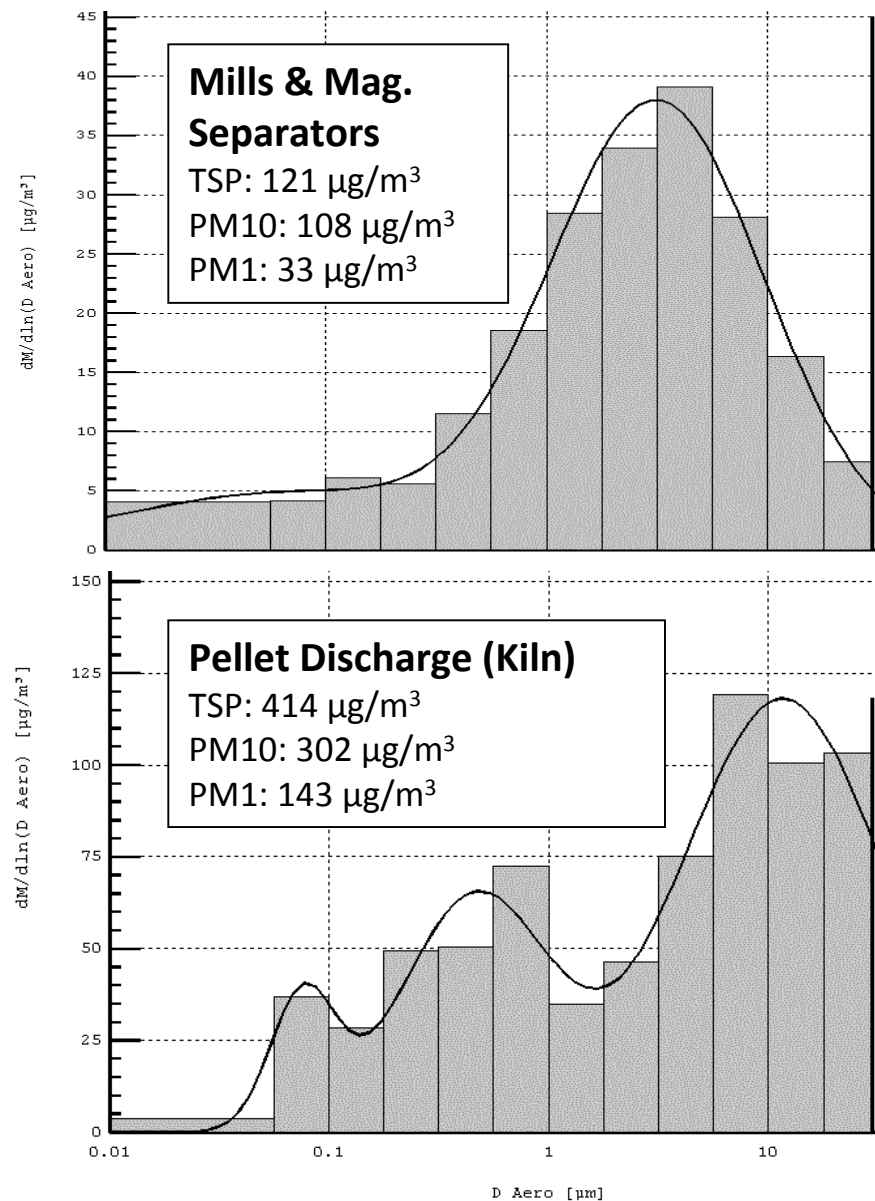 45
40
35
30
25
20
15
10
5
0
dM/dln(D Aero) [µg/m³]
Mills & Mag.
Separators
TSP: 121 µg/m³
PM10: 108 µg/m³
PM1: 33 µg/m³
150
125
100
75
50
25
0
dM/dln(D Aero) [µg/m³]
Pellet Discharge (Kiln)
TSP: 414 µg/m³
PM10: 302 µg/m³
PM1: 143 µg/m³
0.01 0.1 1 10
D Aero [µm]